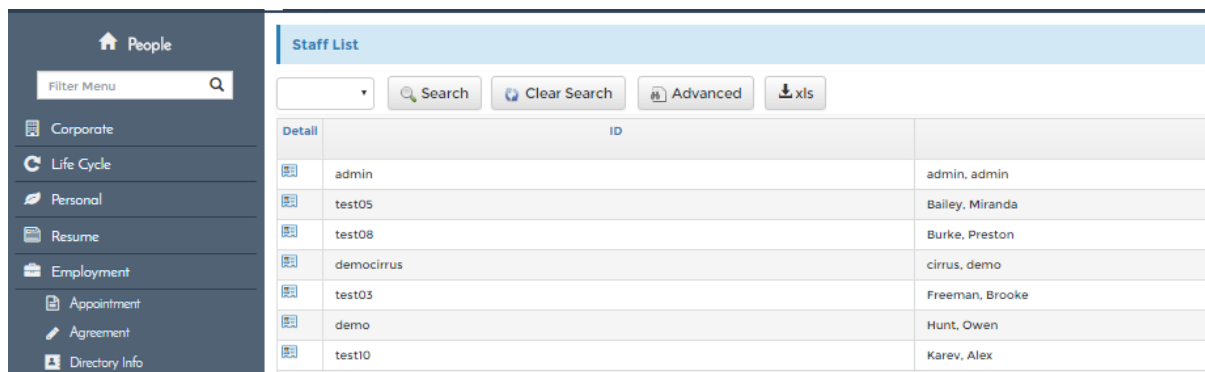 People
Filter Menu
Corporate
Life Cycle
Personal
Resume
Employment
Appointment
Agreement
Directory Info
Staff List
Search Clear Search Advanced xls
Detail ID
admin admin, admin
test05 Bailey, Miranda
test08 Burke, Preston
democirrus cirrus, demo
test03 Freeman, Brooke
demo Hunt, Owen
test10 Karev, Alex